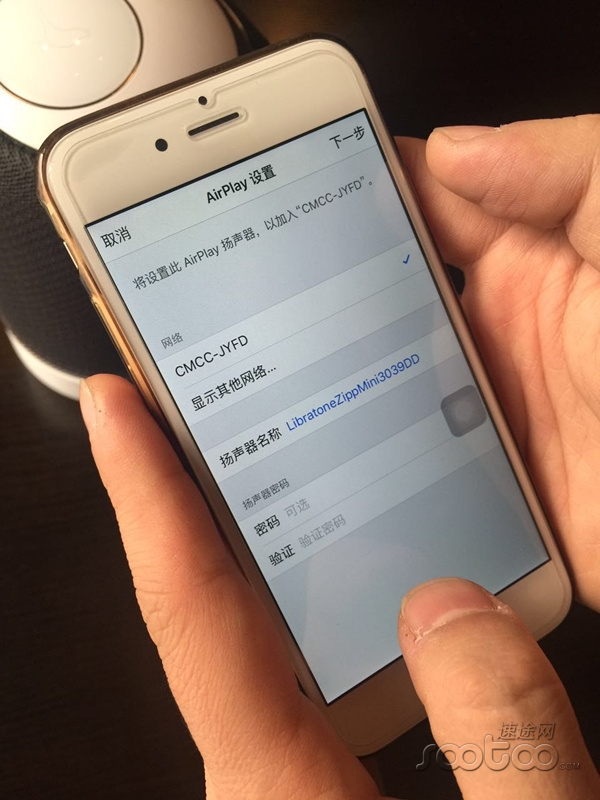 取消
AirPlay 设置
下一步
将设置此 AirPlay 扬声器，以加入“CMCC-JYFD”。
网络
CMCC-JYFD
显示其他网络...
扬声器名称 LibratoneZippMini3039DD
扬声器密码
密码 可选
验证 验证密码
速途网
sootoo.com